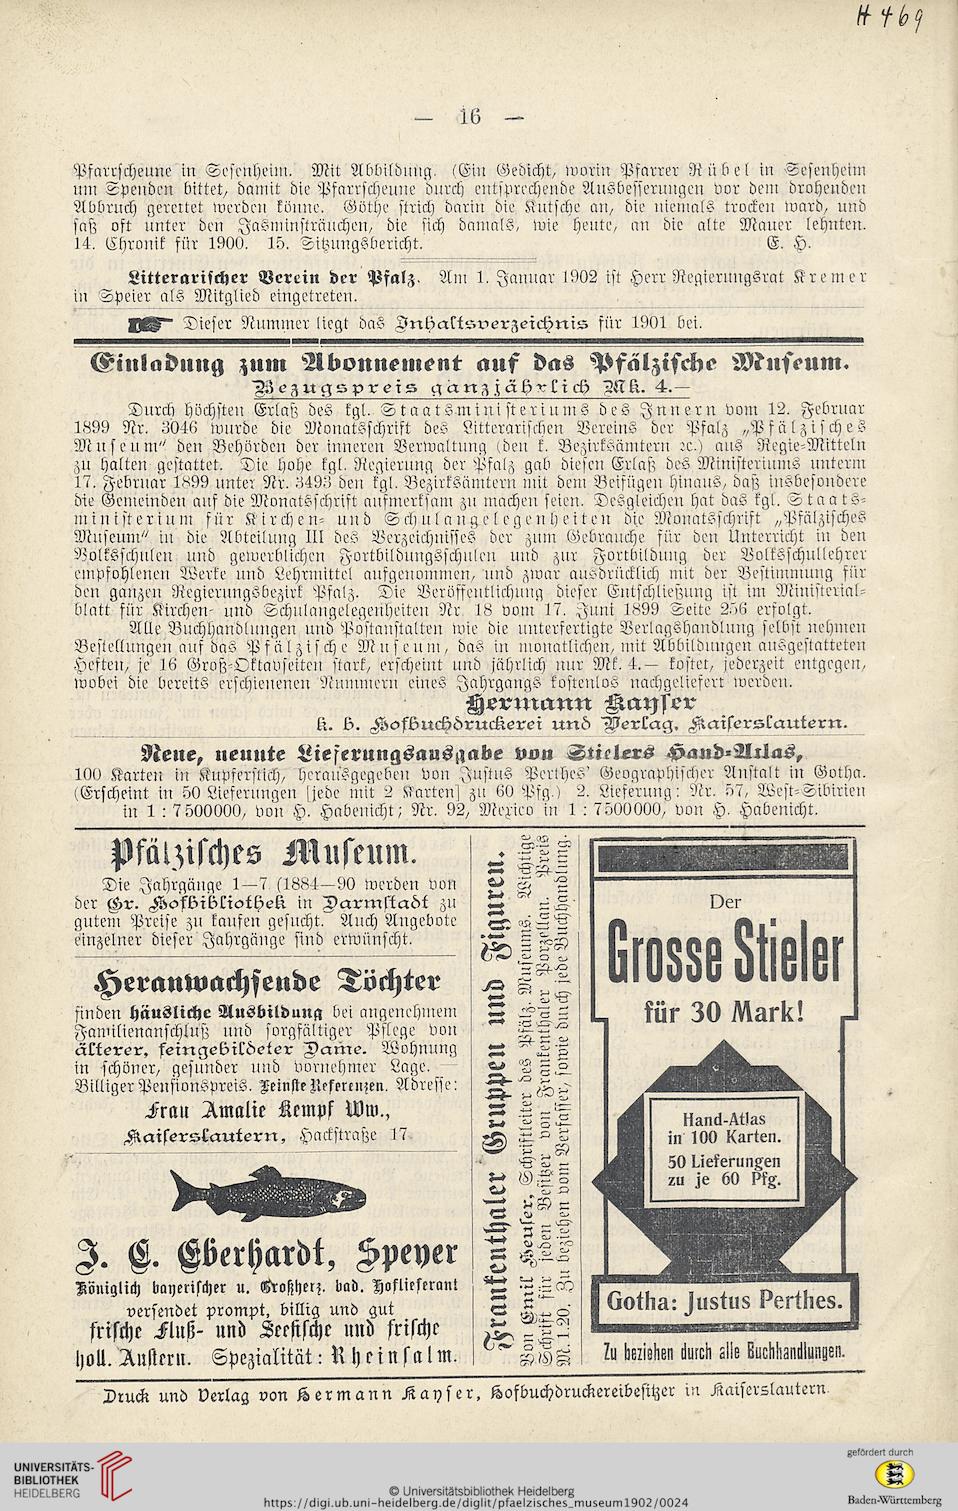 H 469
— 16 —
Pfarrscheune in Sesenheim. Mit Abbildung. (Ein Gedicht, worin Pfarrer Rübel in Sesenheim
um Spenden bittet, damit die Pfarrscheune durch entsprechende Ausbesserungen vor dem drohenden
Abbruch gerettet werden könne. Göthe strich darin die Kutsche an, die niemals trocken ward, und
saß oft unter den Jasminsträuchen, die sich damals, wie heute, an die alte Mauer lehnten.
14. Chronik für 1900. 15. Sitzungsbericht. E. H.
Litterarischer Verein der Pfalz. Am 1. Januar 1902 ist Herr Regierungsrat Kremer
in Speier als Mitglied eingetreten.
Dieser Nummer liegt das Inhaltsverzeichnis für 1901 bei.
Einladung zum Abonnement auf das Pfälzische Museum.
Bezugspreis ganzjährlich Mk. 4.—
Durch höchsten Erlaß des kgl. Staatsministeriums des Innern vom 12. Februar
1899 Nr. 3046 wurde die Monatsschrift des Litterarischen Vereins der Pfalz „Pfälzisches
Museum“ den Behörden der inneren Verwaltung (den k. Bezirksämtern ꝛc.) aus Regie-Mitteln
zu halten gestattet. Die hohe kgl. Regierung der Pfalz gab diesen Erlaß des Ministeriums unterm
17. Februar 1899 unter Nr. 3493 den kgl. Bezirksämtern mit dem Beifügen hinaus, daß insbesondere
die Gemeinden auf die Monatsschrift aufmerksam zu machen seien. Desgleichen hat das kgl. Staats-
ministerium für Kirchen- und Schulangelegenheiten die Monatsschrift „Pfälzisches
Museum“ in die Abteilung III des Verzeichnisses der zum Gebrauche für den Unterricht in den
Volksschulen und gewerblichen Fortbildungsschulen und zur Fortbildung der Volksschullehrer
empfohlenen Werke und Lehrmittel aufgenommen, und zwar ausdrücklich mit der Bestimmung für
den ganzen Regierungsbezirk Pfalz. Die Veröffentlichung dieser Entschließung ist im Ministerial-
blatt für Kirchen- und Schulangelegenheiten Nr. 18 vom 17. Juni 1899 Seite 256 erfolgt.
Alle Buchhandlungen und Postanstalten wie die unterfertigte Verlagshandlung selbst nehmen
Bestellungen auf das Pfälzische Museum, das in monatlichen, mit Abbildungen ausgestatteten
Heften, je 16 Groß-Oktavseiten stark, erscheint und jährlich nur Mk. 4.— kostet, jederzeit entgegen,
wobei die bereits erschienenen Nummern eines Jahrgangs kostenlos nachgeliefert werden.
Hermann Kayser
k. b. Hofbuchdruckerei und Verlag, Kaiserslautern.
Neue, neunte Lieferungsausgabe von Stielers Hand-Atlas,
100 Karten in Kupferstich, herausgegeben von Justus Perthes' Geographischer Anstalt in Gotha.
(Erscheint in 50 Lieferungen [jede mit 2 Karten] zu 60 Pfg.) 2. Lieferung: Nr. 57, West-Sibirien
in 1 : 7500000, von H. Habenicht; Nr. 92, Mexico in 1 : 7500000, von H. Habenicht.
Pfälzisches Museum.
Die Jahrgänge 1—7 (1884—90 werden von
der Gr. Hofbibliothek in Darmstadt zu
gutem Preise zu kaufen gesucht. Auch Angebote
einzelner dieser Jahrgänge sind erwünscht.
Heranwachsende Töchter
finden häusliche Ausbildung bei angenehmem
Familienanschluß und sorgfältiger Pflege von
älterer, feingebildeter Dame. Wohnung
in schöner, gesunder und vornehmer Lage. —
Billiger Pensionspreis. Feinste Referenzen. Adresse:
Frau Amalie Kempf Ww.,
Kaiserslautern, Hackstraße 17.
J. C. Eberhardt, Speyer
Königlich bayerischer u. Großherz. bad. Hoflieferant
versendet prompt, billig und gut
frische Fluß- und Seefische und frische
holl. Austern. Spezialität: Rheinsalm.
Frankenthaler Gruppen und Figuren.
Von Emil Heuser, Schriftleiter des Pfälz. Museums. Wichtige
Schrift für jeden Besitzer von Frankenthaler Porzellan. Preis
M. 1.20. Zu beziehen vom Verfasser, sowie durch jede Buchhandlung.
Der
Grosse Stieler
für 30 Mark!
Hand-Atlas
in 100 Karten.
50 Lieferungen
zu je 60 Pfg.
Gotha: Justus Perthes.
Zu beziehen durch alle Buchhandlungen.
Druck und Verlag von Hermann Kayser, Hofbuchdruckereibesitzer in Kaiserslautern.
UNIVERSITÄTS-
BIBLIOTHEK
HEIDELBERG
© Universitätsbibliothek Heidelberg
https://digi.ub.uni-heidelberg.de/diglit/pfaelzisches_museum1902/0024
gefördert durch
Baden-Württemberg